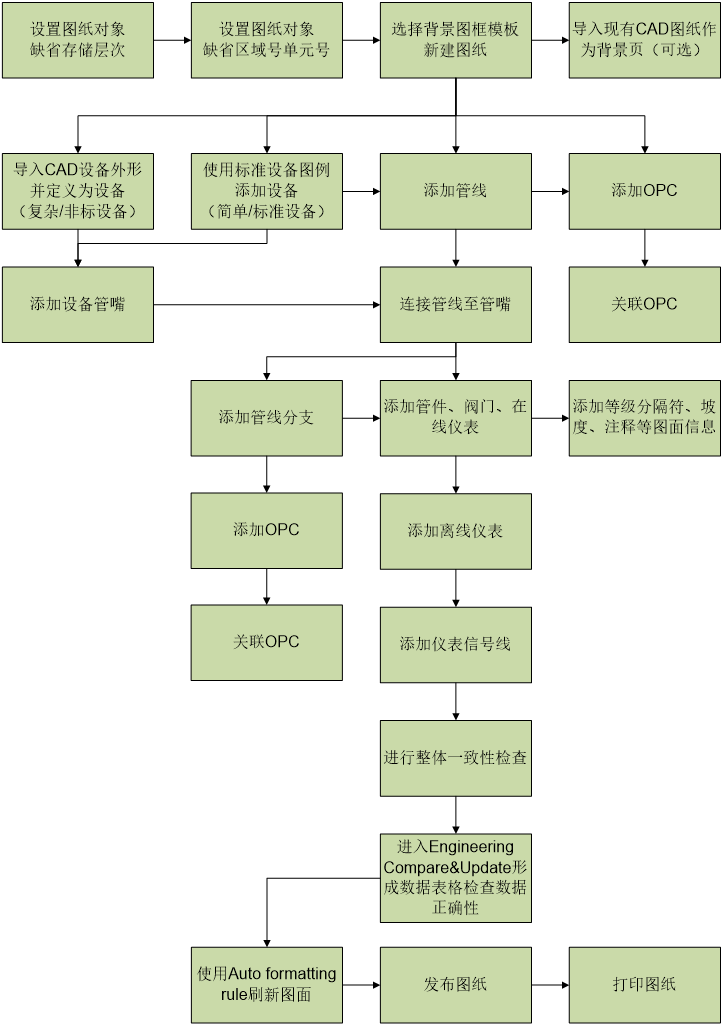 设置图纸对象
缺省存储层次
设置图纸对象
缺省区域号单元号
选择背景图框模板
新建图纸
导入现有CAD图纸作
为背景页（可选）
导入CAD设备外形
并定义为设备
（复杂/非标设备）
使用标准设备图例
添加设备
（简单/标准设备）
添加管线
添加OPC
添加设备管嘴
连接管线至管嘴
关联OPC
添加管线分支
添加管件、阀门、在
线仪表
添加等级分隔符、坡
度、注释等图面信息
添加OPC
添加离线仪表
关联OPC
添加仪表信号线
进行整体一致性检查
进入Engineering
Compare&Update形
成数据表格检查数据
正确性
使用Auto formatting
rule刷新图面
发布图纸
打印图纸